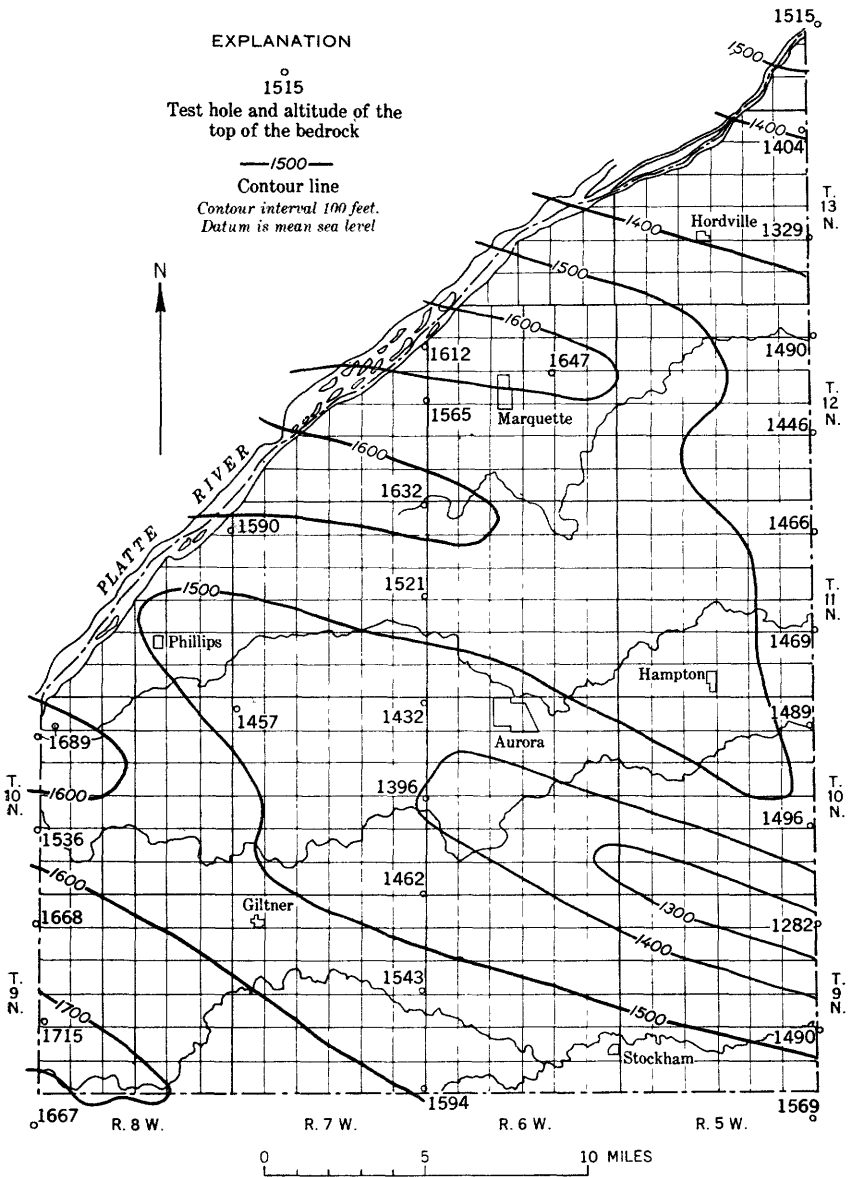 1515
EXPLANATION
1500
1515
Test hole and altitude of the
top of the bedrock
1400
1404
1500
Contour line
Contour interval 100 feet.
Datum is mean sea level
T.
13
N.
1400
Hordville
1329
N
1500
1600
1612
1647
1490
1565
Marquette
T.
12
N.
1446
PLATTE RIVER
1600
1632
1590
1466
1521
1500
T.
11
N.
Phillips
1469
Hampton
1457
1432
1489
1689
Aurora
T.
10
N.
1600
1396
T.
10
N.
1496
1536
1600
1462
Giltner
1300
1282
1668
1400
T.
9
N.
1543
T.
9
N.
1700
1500
1715
1490
Stockham
1667
R. 8 W.
R. 7 W.
1594
R. 6 W.
R. 5 W.
1569
0 5 10 MILES